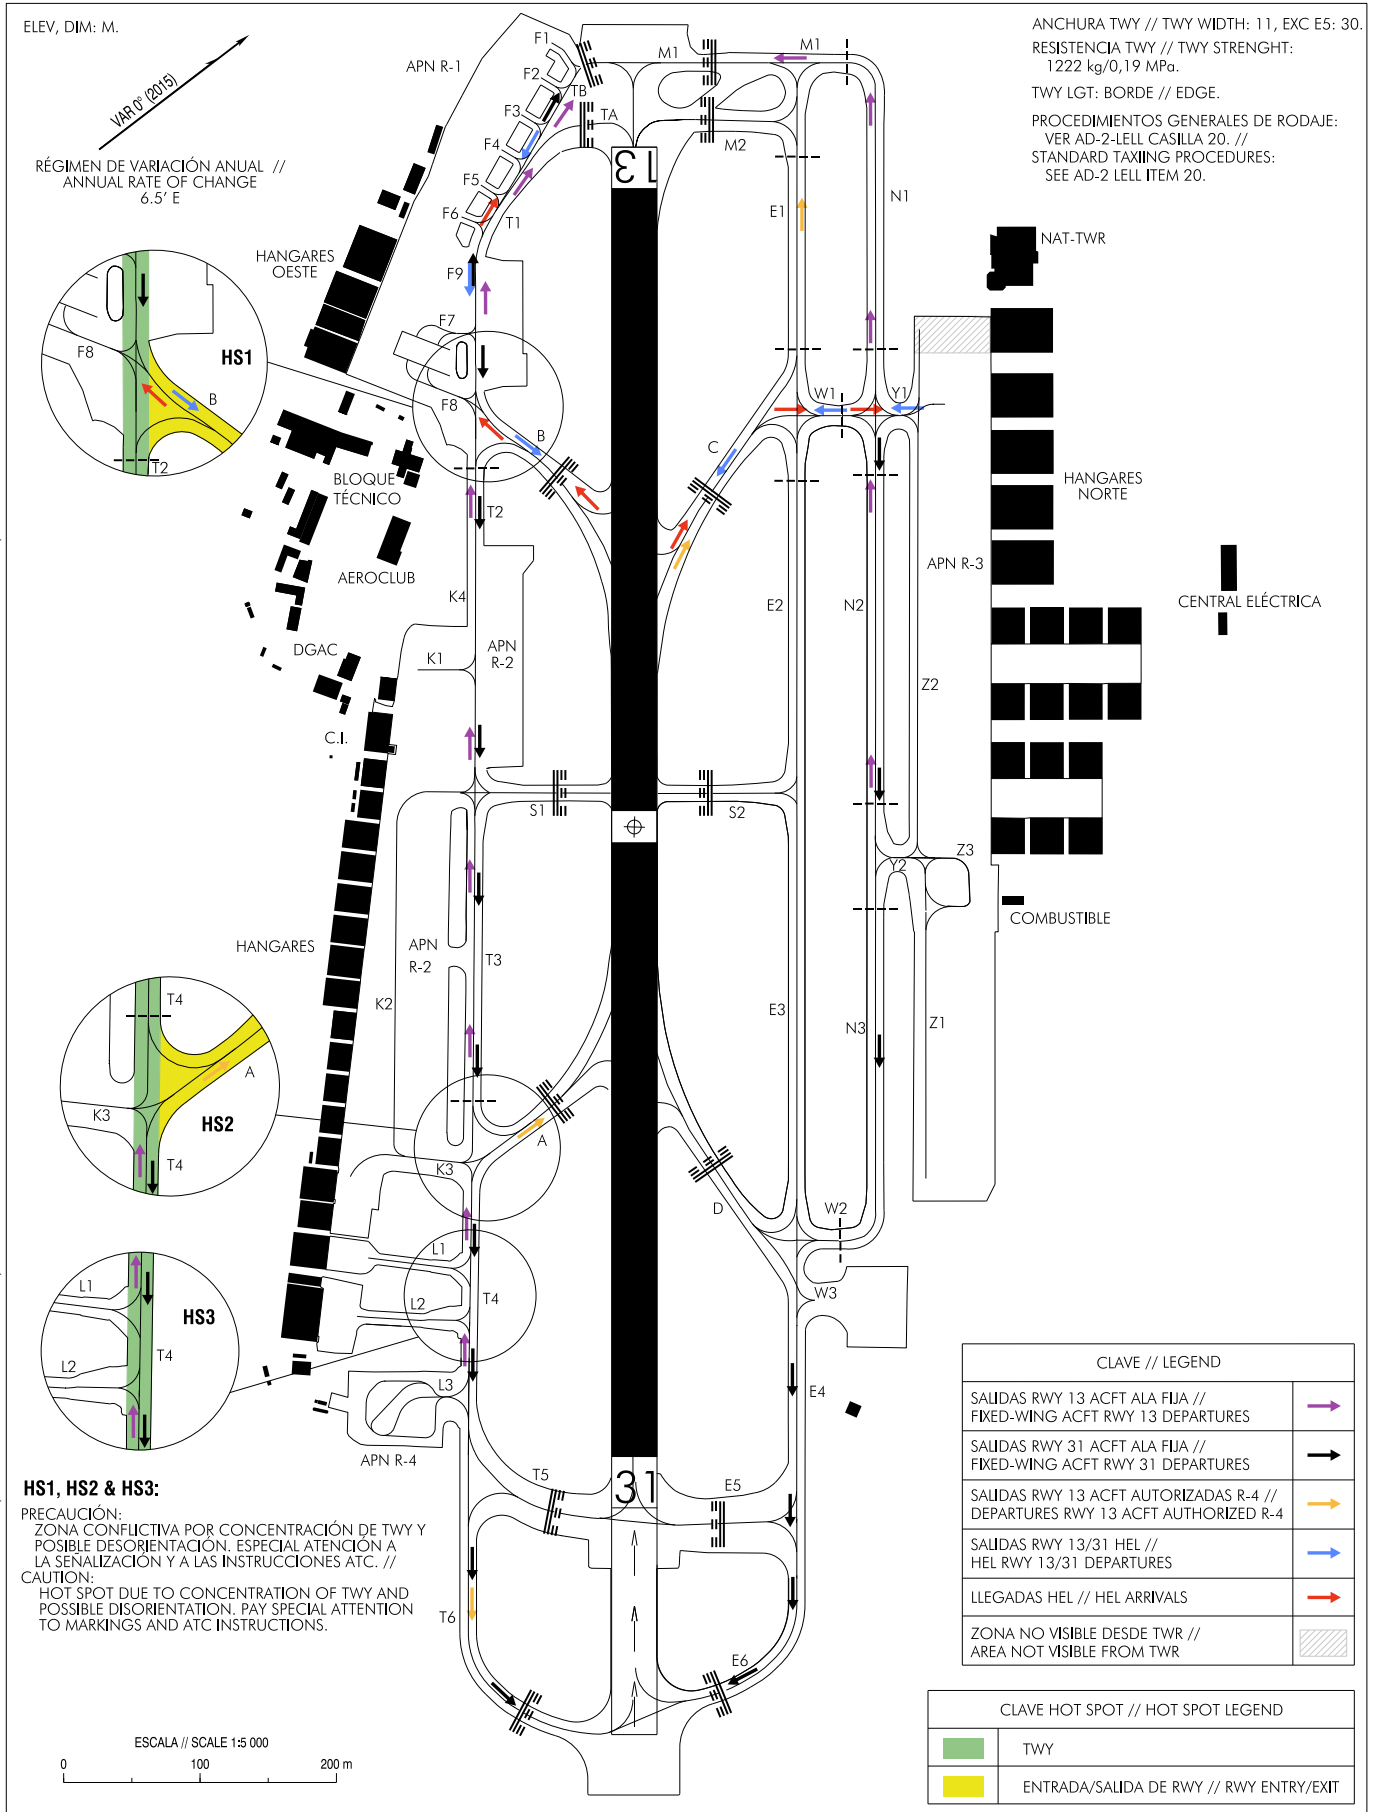 ELEV, DIM: M.
VAR 0° (2015)
RÉGIMEN DE VARIACIÓN ANUAL //
ANNUAL RATE OF CHANGE
6.5' E
ANCHURA TWY // TWY WIDTH: 11, EXC E5: 30.
RESISTENCIA TWY // TWY STRENGHT:
1222 kg/0,19 MPa.
TWY LGT: BORDE // EDGE.
PROCEDIMIENTOS GENERALES DE RODAJE:
VER AD-2-LELL CASILLA 20. //
STANDARD TAXIING PROCEDURES:
SEE AD-2 LELL ITEM 20.
APN R-1
F1
F2
F3
F4
F5
F6
TB
TA
T1
M1
M1
M2
13
E1
N1
NAT-TWR
HANGARES
OESTE
F9
F7
F8
B
HS1
F8
B
T2
W1
Y1
C
BLOQUE
TÉCNICO
T2
HANGARES
NORTE
AEROCLUB
APN R-3
K4
E2
N2
CENTRAL ELÉCTRICA
DGAC
K1
APN
R-2
Z2
C.I.
S1
S2
Z3
Y2
COMBUSTIBLE
HANGARES
APN
R-2
T3
K2
E3
N3
Z1
T4
A
K3
HS2
T4
A
K3
D
W2
L1
L2
T4
W3
L1
HS3
L2
T4
L3
E4
APN R-4
T5
31
E5
T6
E6
HS1, HS2 & HS3:
PRECAUCIÓN:
ZONA CONFLICTIVA POR CONCENTRACIÓN DE TWY Y
POSIBLE DESORIENTACIÓN. ESPECIAL ATENCIÓN A
LA SEÑALIZACIÓN Y A LAS INSTRUCCIONES ATC. //
CAUTION:
HOT SPOT DUE TO CONCENTRATION OF TWY AND
POSSIBLE DISORIENTATION. PAY SPECIAL ATTENTION
TO MARKINGS AND ATC INSTRUCTIONS.
ESCALA // SCALE 1:5 000
0 100 200 m
CLAVE // LEGEND
SALIDAS RWY 13 ACFT ALA FIJA //
FIXED-WING ACFT RWY 13 DEPARTURES
SALIDAS RWY 31 ACFT ALA FIJA //
FIXED-WING ACFT RWY 31 DEPARTURES
SALIDAS RWY 13 ACFT AUTORIZADAS R-4 //
DEPARTURES RWY 13 ACFT AUTHORIZED R-4
SALIDAS RWY 13/31 HEL //
HEL RWY 13/31 DEPARTURES
LLEGADAS HEL // HEL ARRIVALS
ZONA NO VISIBLE DESDE TWR //
AREA NOT VISIBLE FROM TWR
CLAVE HOT SPOT // HOT SPOT LEGEND
TWY
ENTRADA/SALIDA DE RWY // RWY ENTRY/EXIT